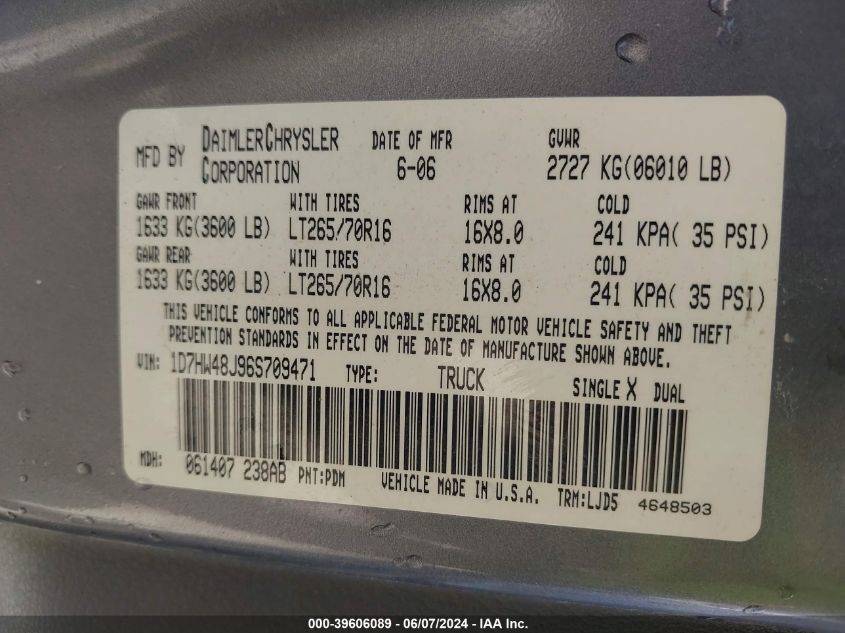 MFD BY DAIMLERCHRYSLER CORPORATION DATE OF MFR 6-06 GVWR 2727 KG(06010 LB)
GAWR FRONT WITH TIRES RIMS AT COLD
1633 KG(3600 LB) LT265/70R16 16X8.0 241 KPA( 35 PSI)
GAWR REAR WITH TIRES RIMS AT COLD
1633 KG(3600 LB) LT265/70R16 16X8.0 241 KPA( 35 PSI)
THIS VEHICLE CONFORMS TO ALL APPLICABLE FEDERAL MOTOR VEHICLE SAFETY AND THEFT
PREVENTION STANDARDS IN EFFECT ON THE DATE OF MANUFACTURE SHOWN ABOVE.
VIN: 1D7HW48J96S709471 TYPE: TRUCK SINGLE X DUAL
MDH: 061407 238AB PNT:PDM VEHICLE MADE IN U.S.A. TRM:LJD5 4648503
000-39606089 - 06/07/2024 - IAA Inc.